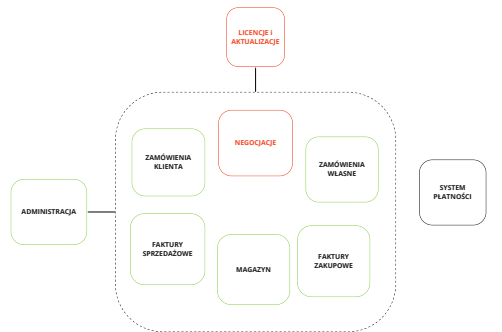 LICENCJE i
AKTUALIZACJE
NEGOCJACJE
ZAMÓWIENIA
KLIENTA
ZAMÓWIENIA
WŁASNE
SYSTEM
PŁATNOŚCI
ADMINISTRACJA
FAKTURY
SPRZEDAŻOWE
MAGAZYN
FAKTURY
ZAKUPOWE